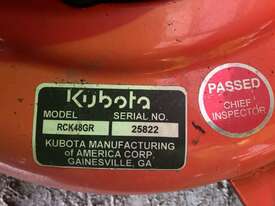 Kubota
MODEL SERIAL NO.
RCK48GR 25822
KUBOTA MANUFACTURING
of AMERICA CORP.
GAINESVILLE, GA
PASSED
CHIEF
INSPECTOR